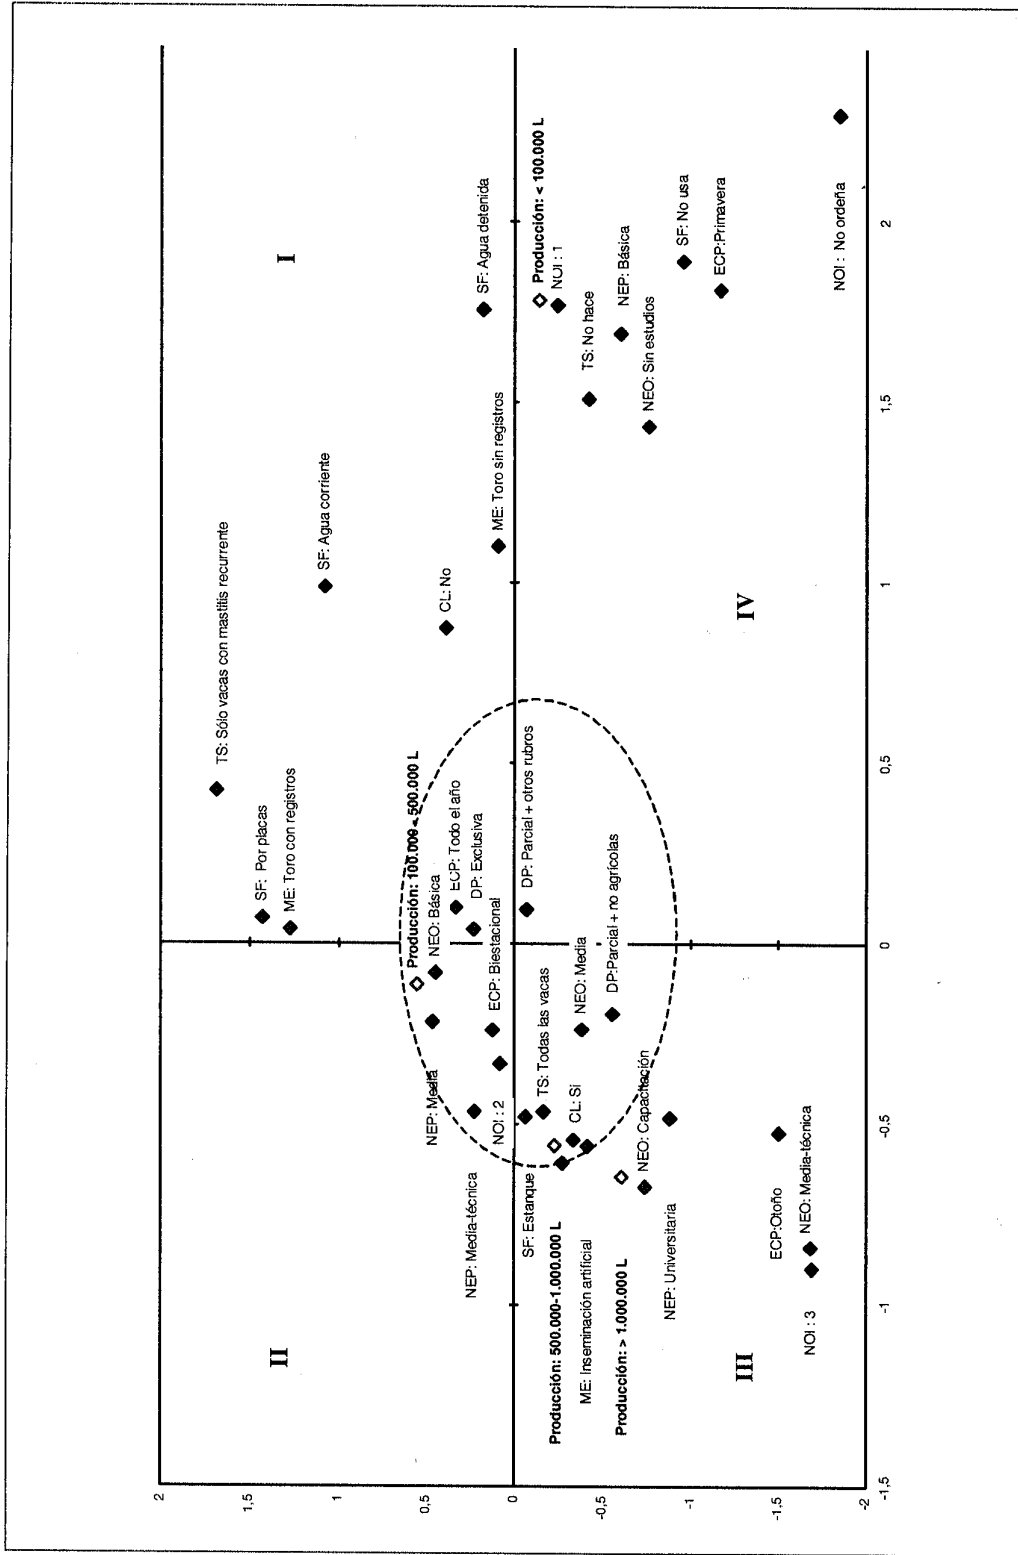 II
I
TS: Sólo vacas con mastitis recurrente
SF: Por placas
ME: Toro con registros
SF: Agua corriente
Producción: 100.000 - 500.000 L
NEO: Básica
ECP: Todo el año
DP: Exclusiva
CL: No
SF: Agua detenida
NEP: Media
NEP: Media-técnica
NOI : 2
ECP: Biestacional
ME: Toro sin registros
SF: Estanque
TS: Todas las vacas
DP: Parcial + otros rubros
Producción: < 100.000 L
NOI : 1
Producción: 500.000-1.000.000 L
CL: Sí
NEO: Media
TS: No hace
ME: Inseminación artificial
DP:Parcial + no agrícolas
NEP: Básica
Producción: > 1.000.000 L
NEO: Capacitación
NEO: Sin estudios
NEP: Universitaria
SF: No usa
ECP:Primavera
ECP:Otoño
NEO: Media-técnica
NOI : 3
NOI : No ordeña
III
IV
2
1
0,5
0
-0,5
-1
-1,5
-2
-1,5
-1
-0,5
0
0,5
1
1,5
2